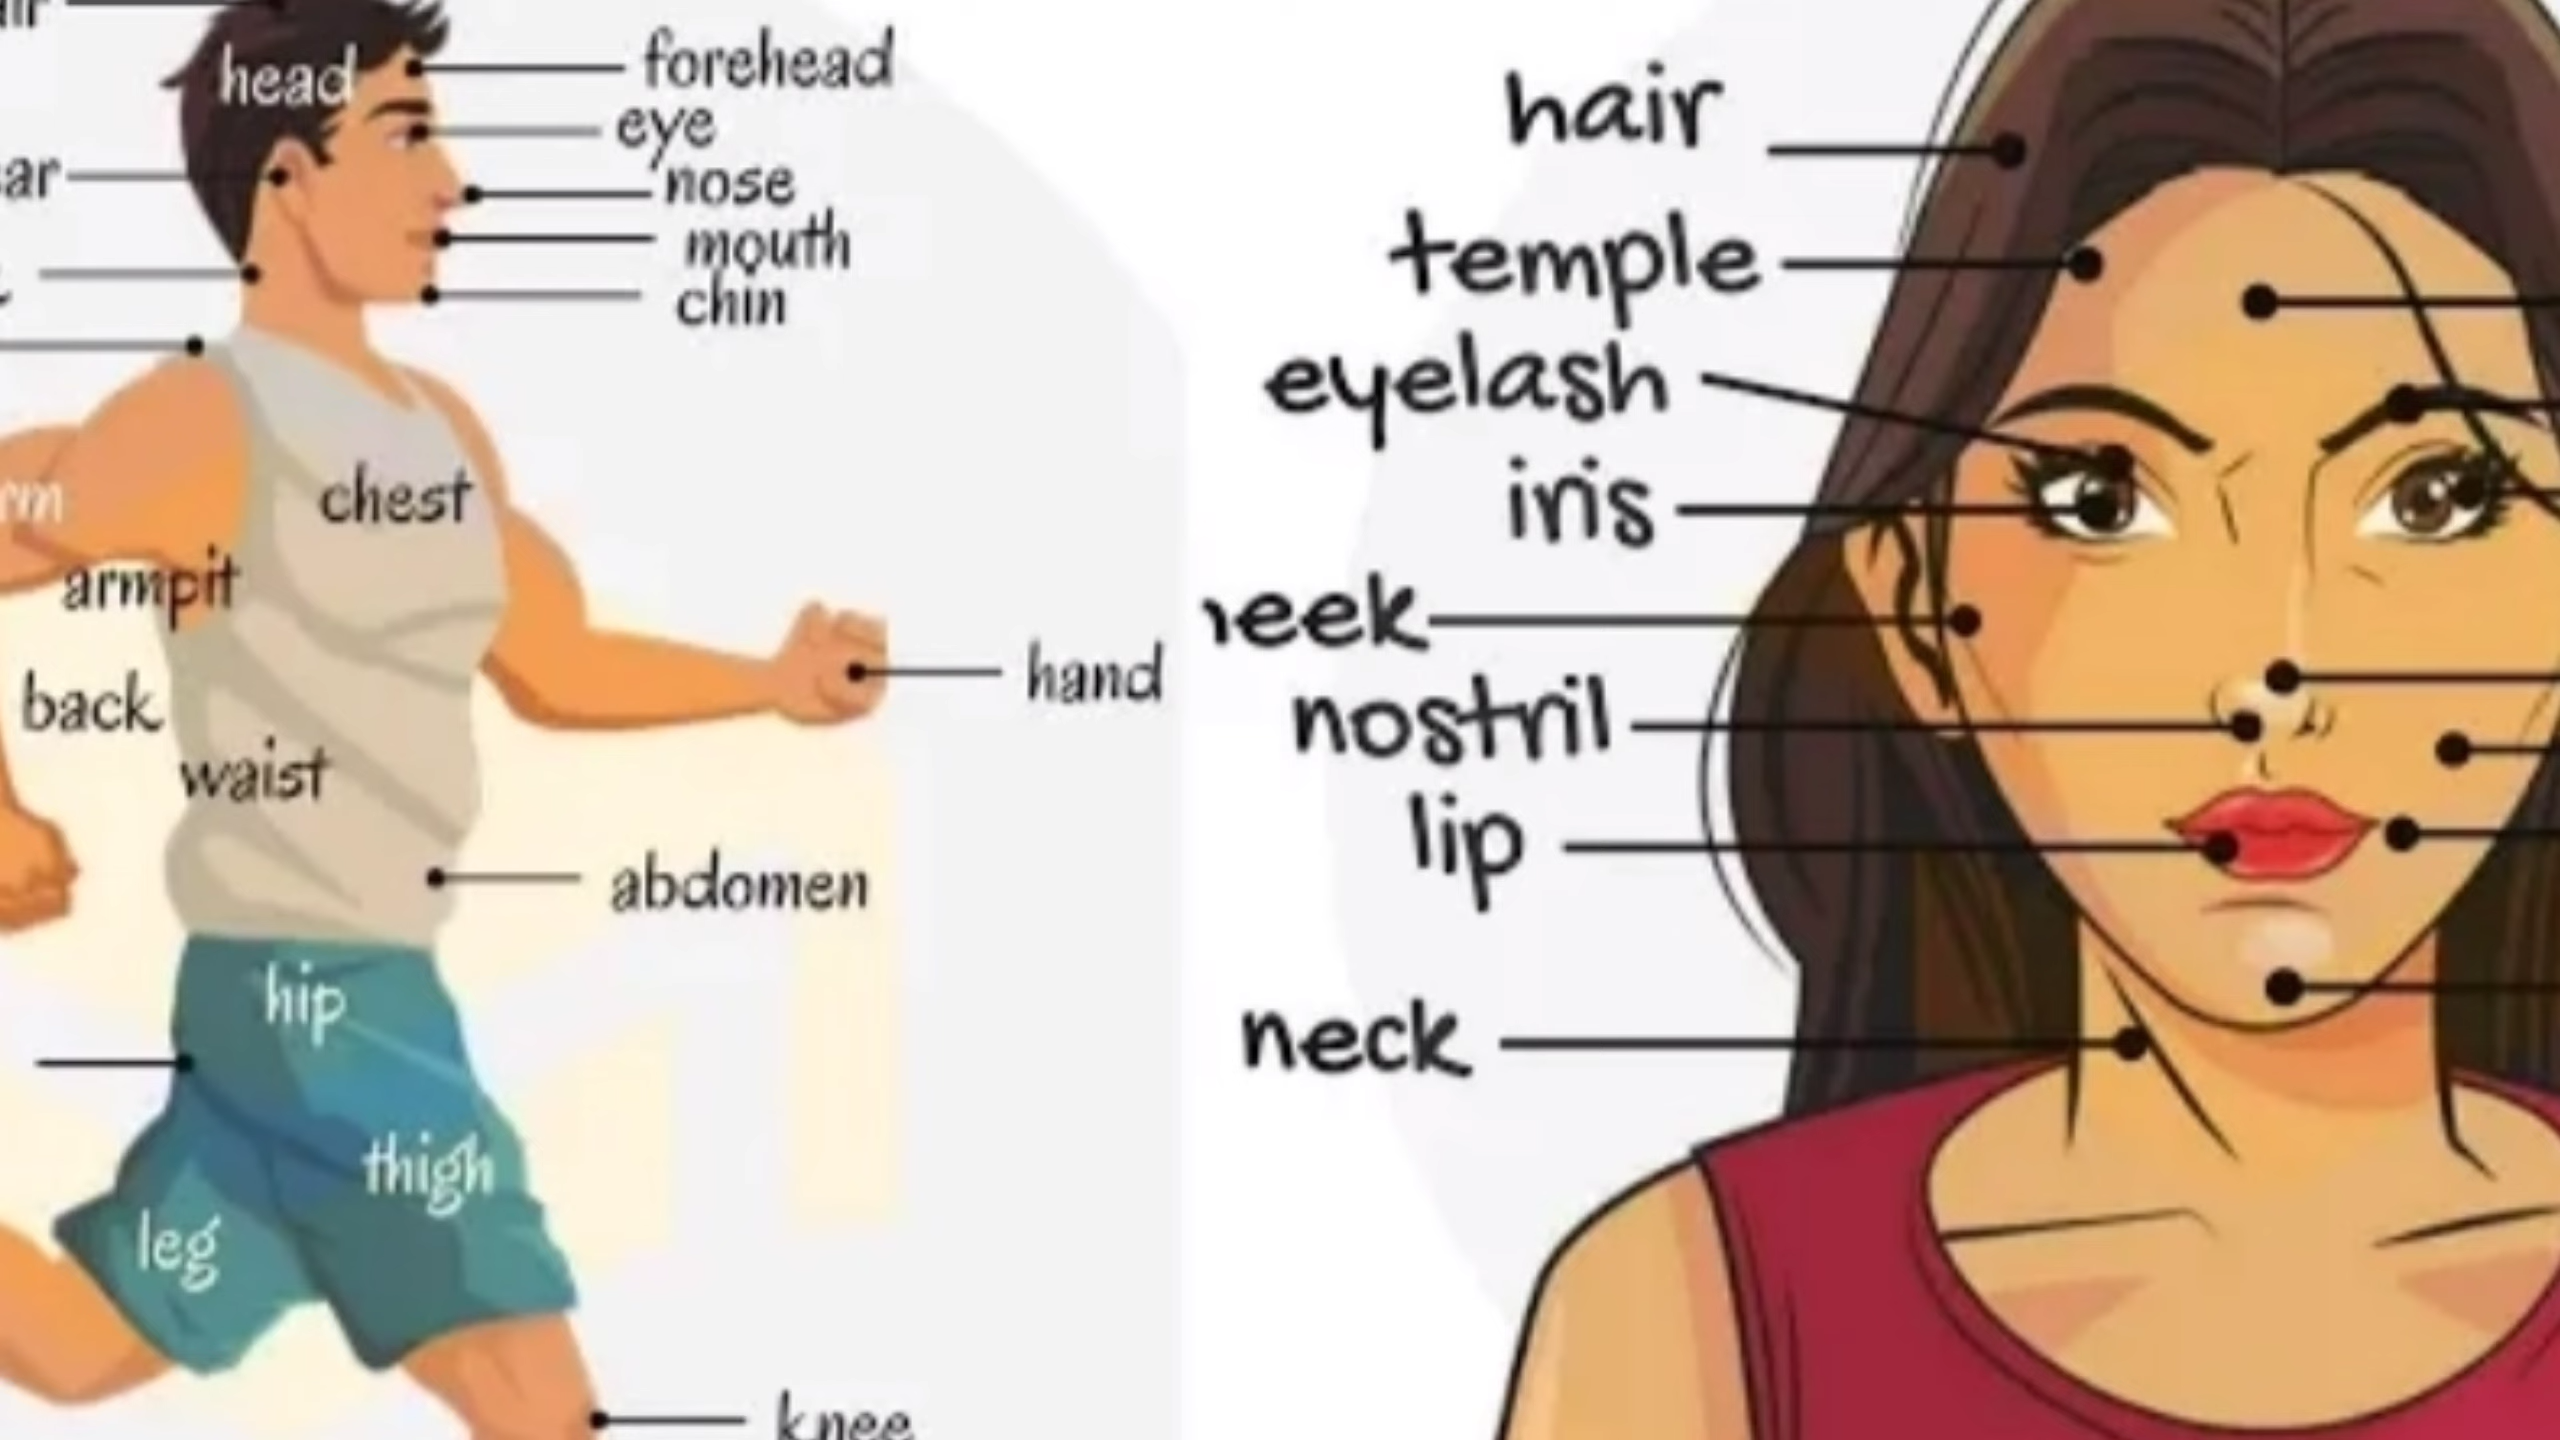 head
forehead
eye
nose
mouth
chin
chest
armpit
back
waist
hand
abdomen
hip
thigh
leg
knee
hair
temple
eyelash
iris
nostril
lip
neck